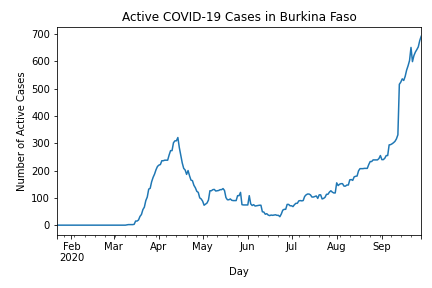 Active COVID-19 Cases in Burkina Faso
700
600
500
400
300
200
100
0
Number of Active Cases
Feb Mar Apr May Jun Jul Aug Sep
2020
Day